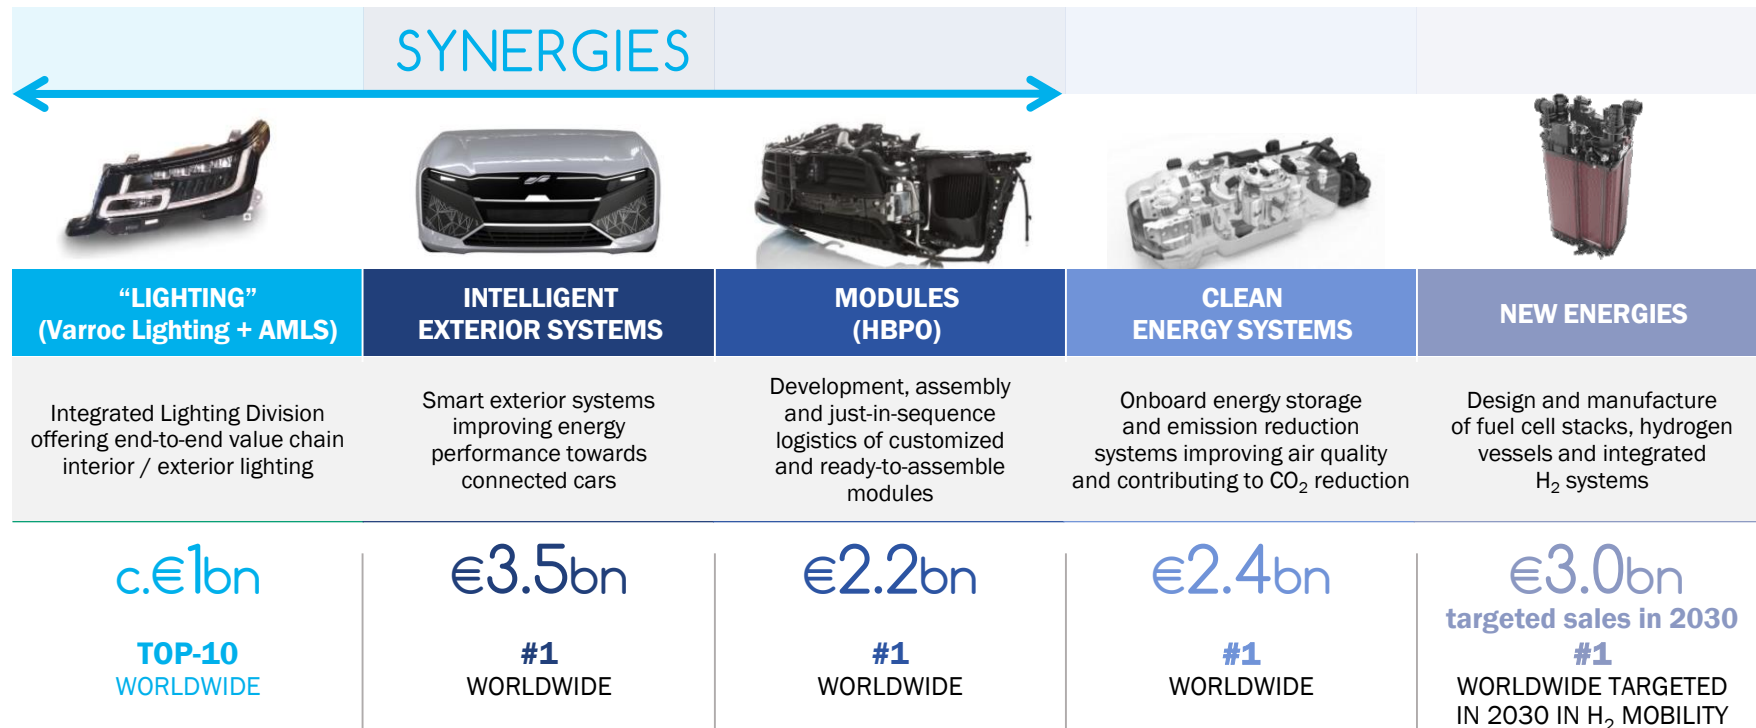 SYNERGIES
“LIGHTING”
(Varroc Lighting + AMLS)
INTELLIGENT
EXTERIOR SYSTEMS
MODULES
(HBPO)
CLEAN
ENERGY SYSTEMS
NEW ENERGIES
Integrated Lighting Division
offering end-to-end value chain
interior / exterior lighting
Smart exterior systems
improving energy
performance towards
connected cars
Development, assembly
and just-in-sequence
logistics of customized
and ready-to-assemble
modules
Onboard energy storage
and emission reduction
systems improving air quality
and contributing to CO₂ reduction
Design and manufacture
of fuel cell stacks, hydrogen
vessels and integrated
H₂ systems
c.€1bn
TOP-10
WORLDWIDE
€3.5bn
#1
WORLDWIDE
€2.2bn
#1
WORLDWIDE
€2.4bn
#1
WORLDWIDE
€3.0bn
targeted sales in 2030
#1
WORLDWIDE TARGETED
IN 2030 IN H₂ MOBILITY